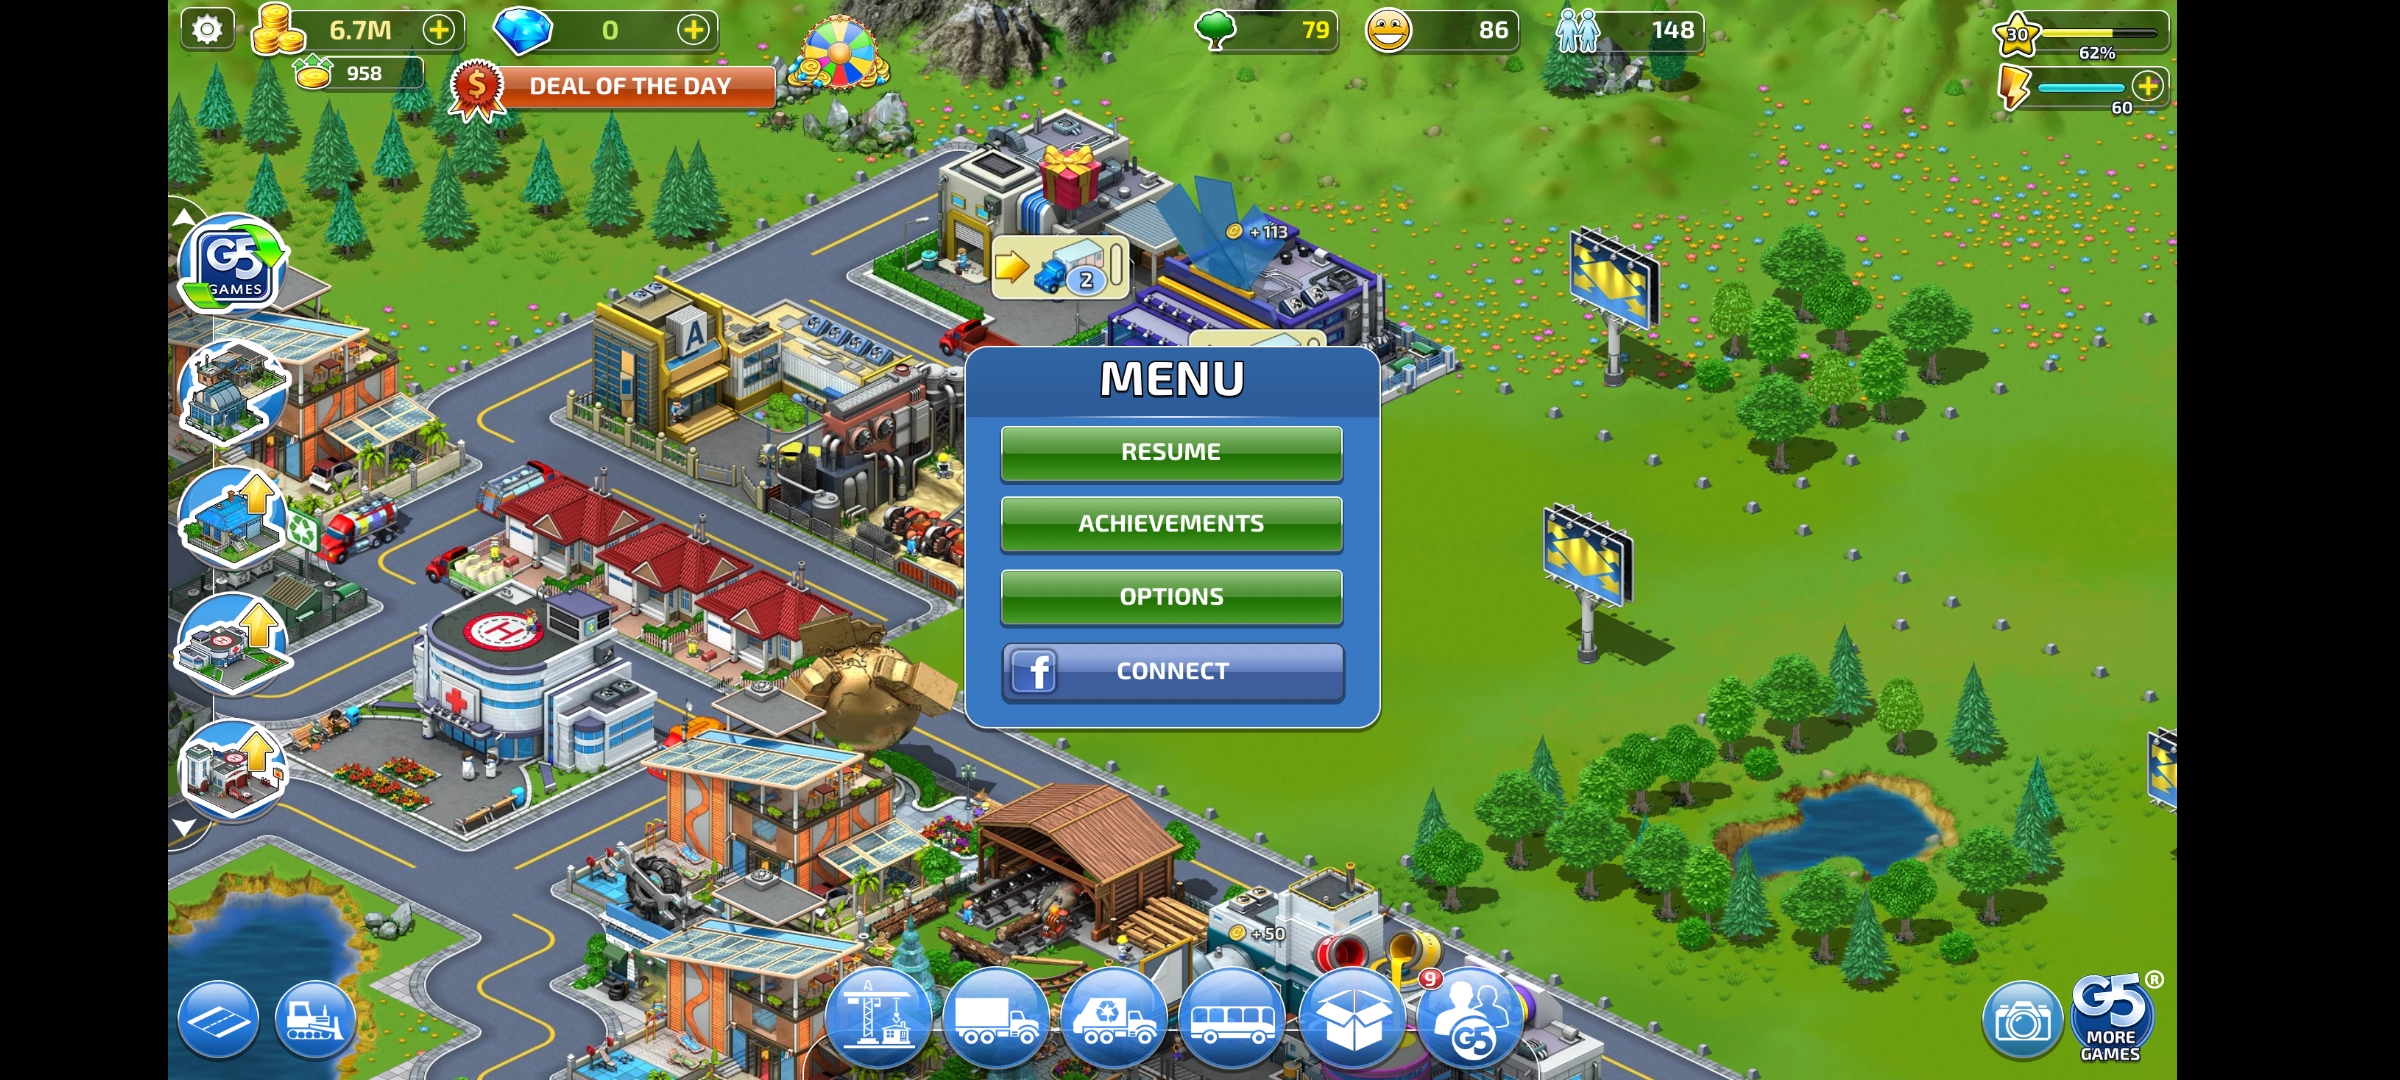 6.7M
0
79
86
148
30
62%
958
DEAL OF THE DAY
60
+113
G5
GAMES
2
A
MENU
RESUME
ACHIEVEMENTS
OPTIONS
f CONNECT
H
+50
A
9
G5
G5®
MORE
GAMES